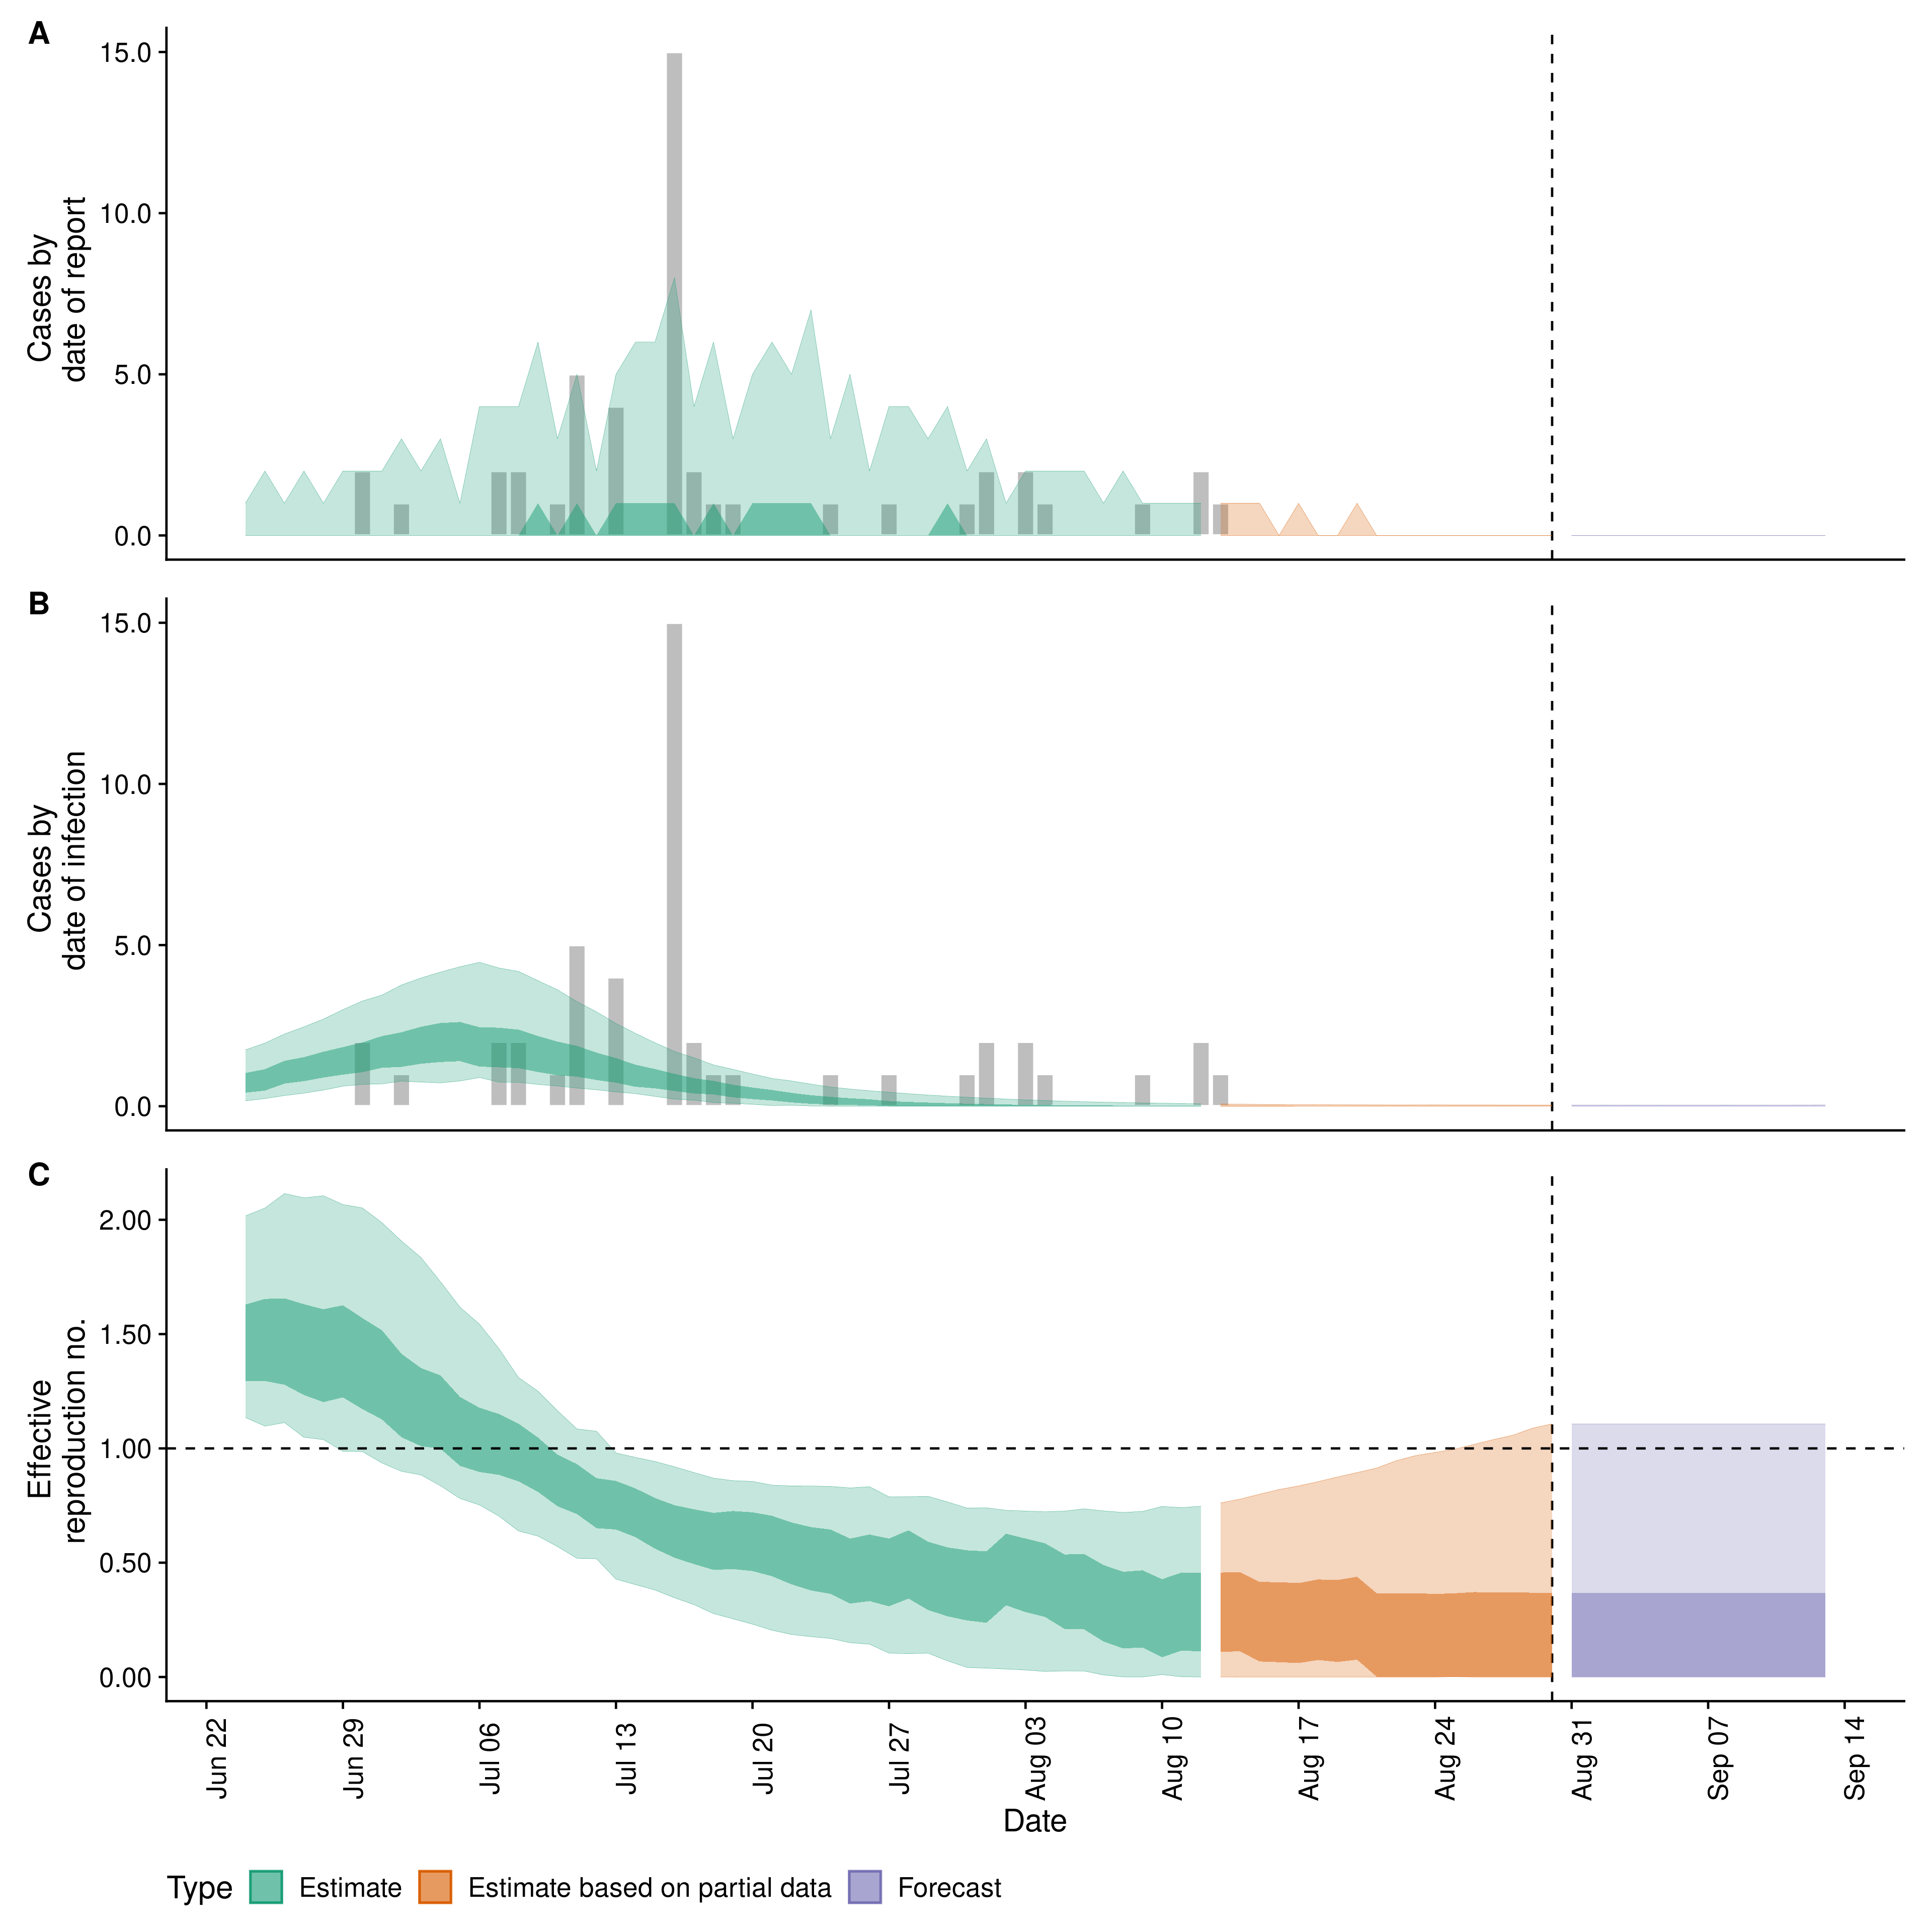 A
15.0
10.0
5.0
0.0
Cases by
date of report
B
15.0
10.0
5.0
0.0
Cases by
date of infection
C
2.00
1.50
1.00
0.50
0.00
Effective
reproduction no.
Jun 22
Jun 29
Jul 06
Jul 13
Jul 20
Jul 27
Aug 03
Aug 10
Aug 17
Aug 24
Aug 31
Sep 07
Sep 14
Date
Type Estimate Estimate based on partial data Forecast